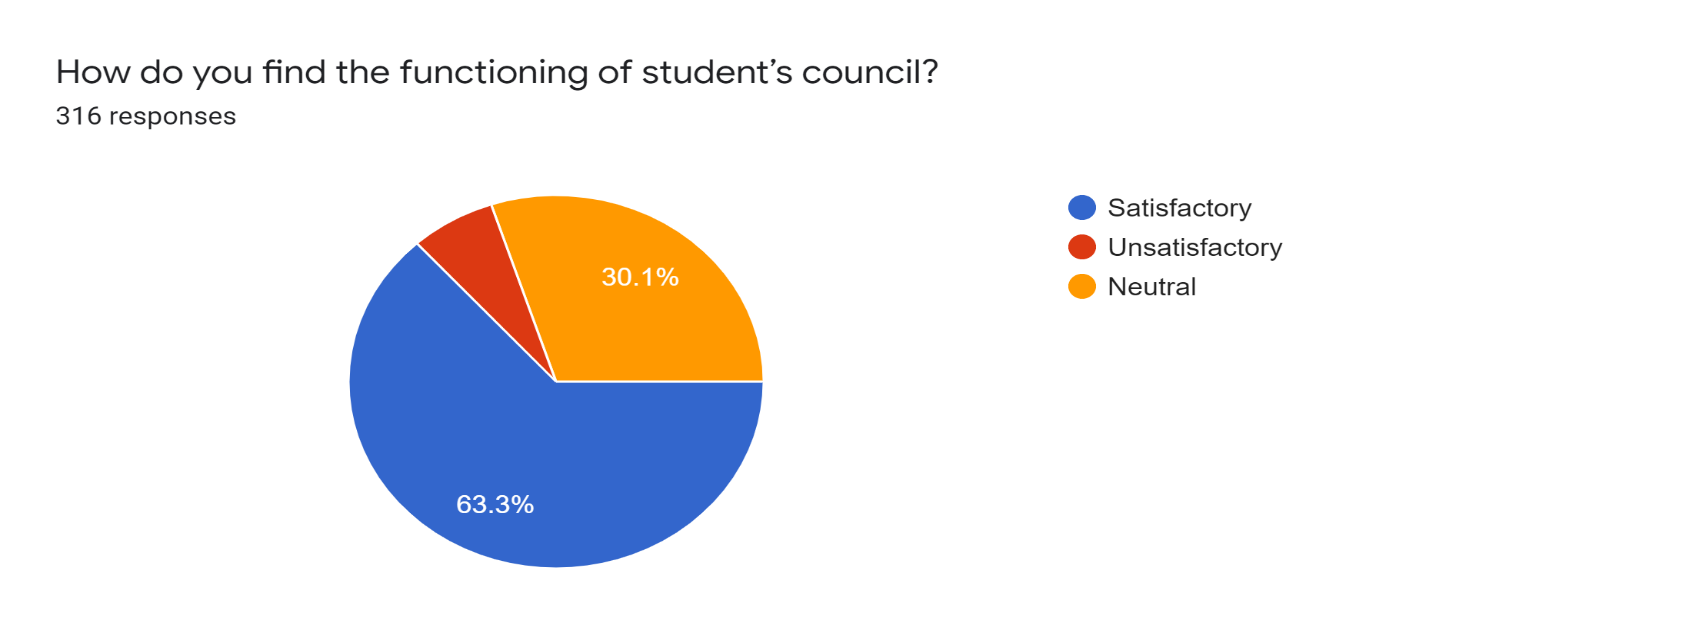 How do you find the functioning of student’s council?
316 responses
Satisfactory
Unsatisfactory
Neutral
30.1%
63.3%